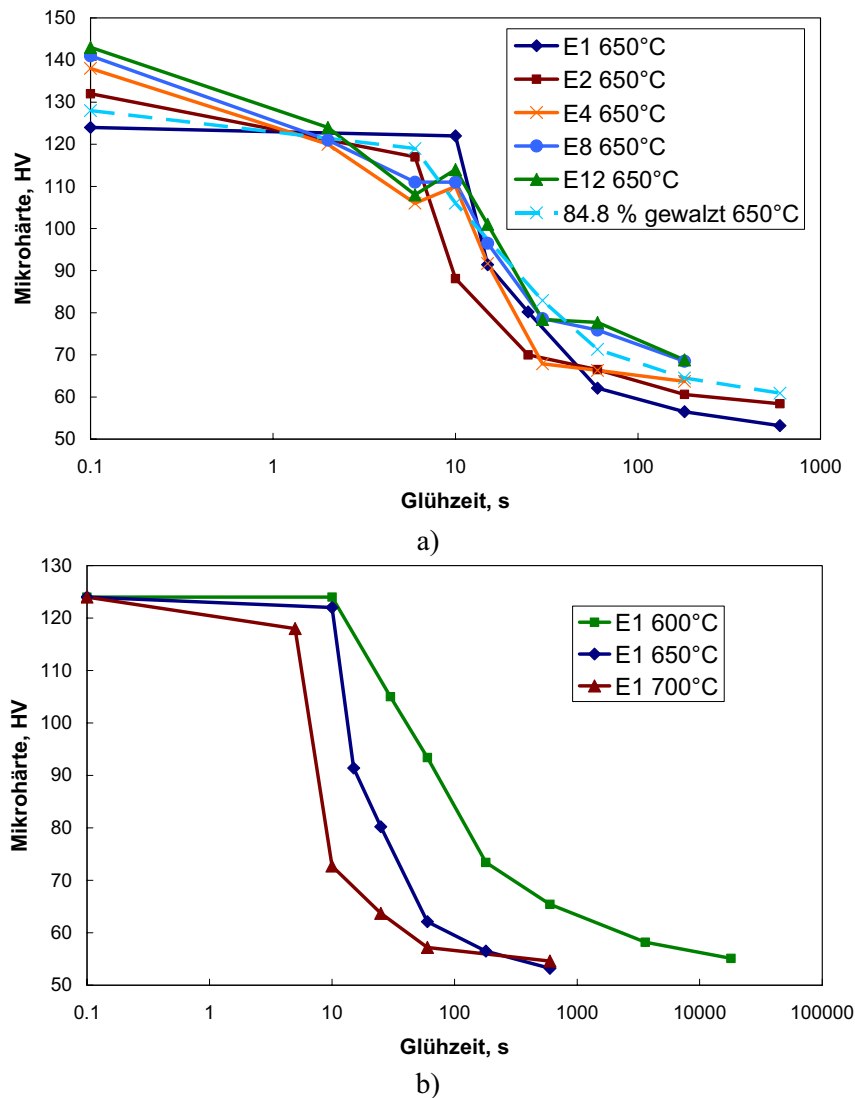 150
140
130
120
110
100
90
80
70
60
50
Mikrohärte, HV
E1 650°C
E2 650°C
E4 650°C
E8 650°C
E12 650°C
84.8 % gewalzt 650°C
0.1 1 10 100 1000
Glühzeit, s
a)
130
120
110
100
90
80
70
60
50
Mikrohärte, HV
E1 600°C
E1 650°C
E1 700°C
0.1 1 10 100 1000 10000 100000
Glühzeit, s
b)